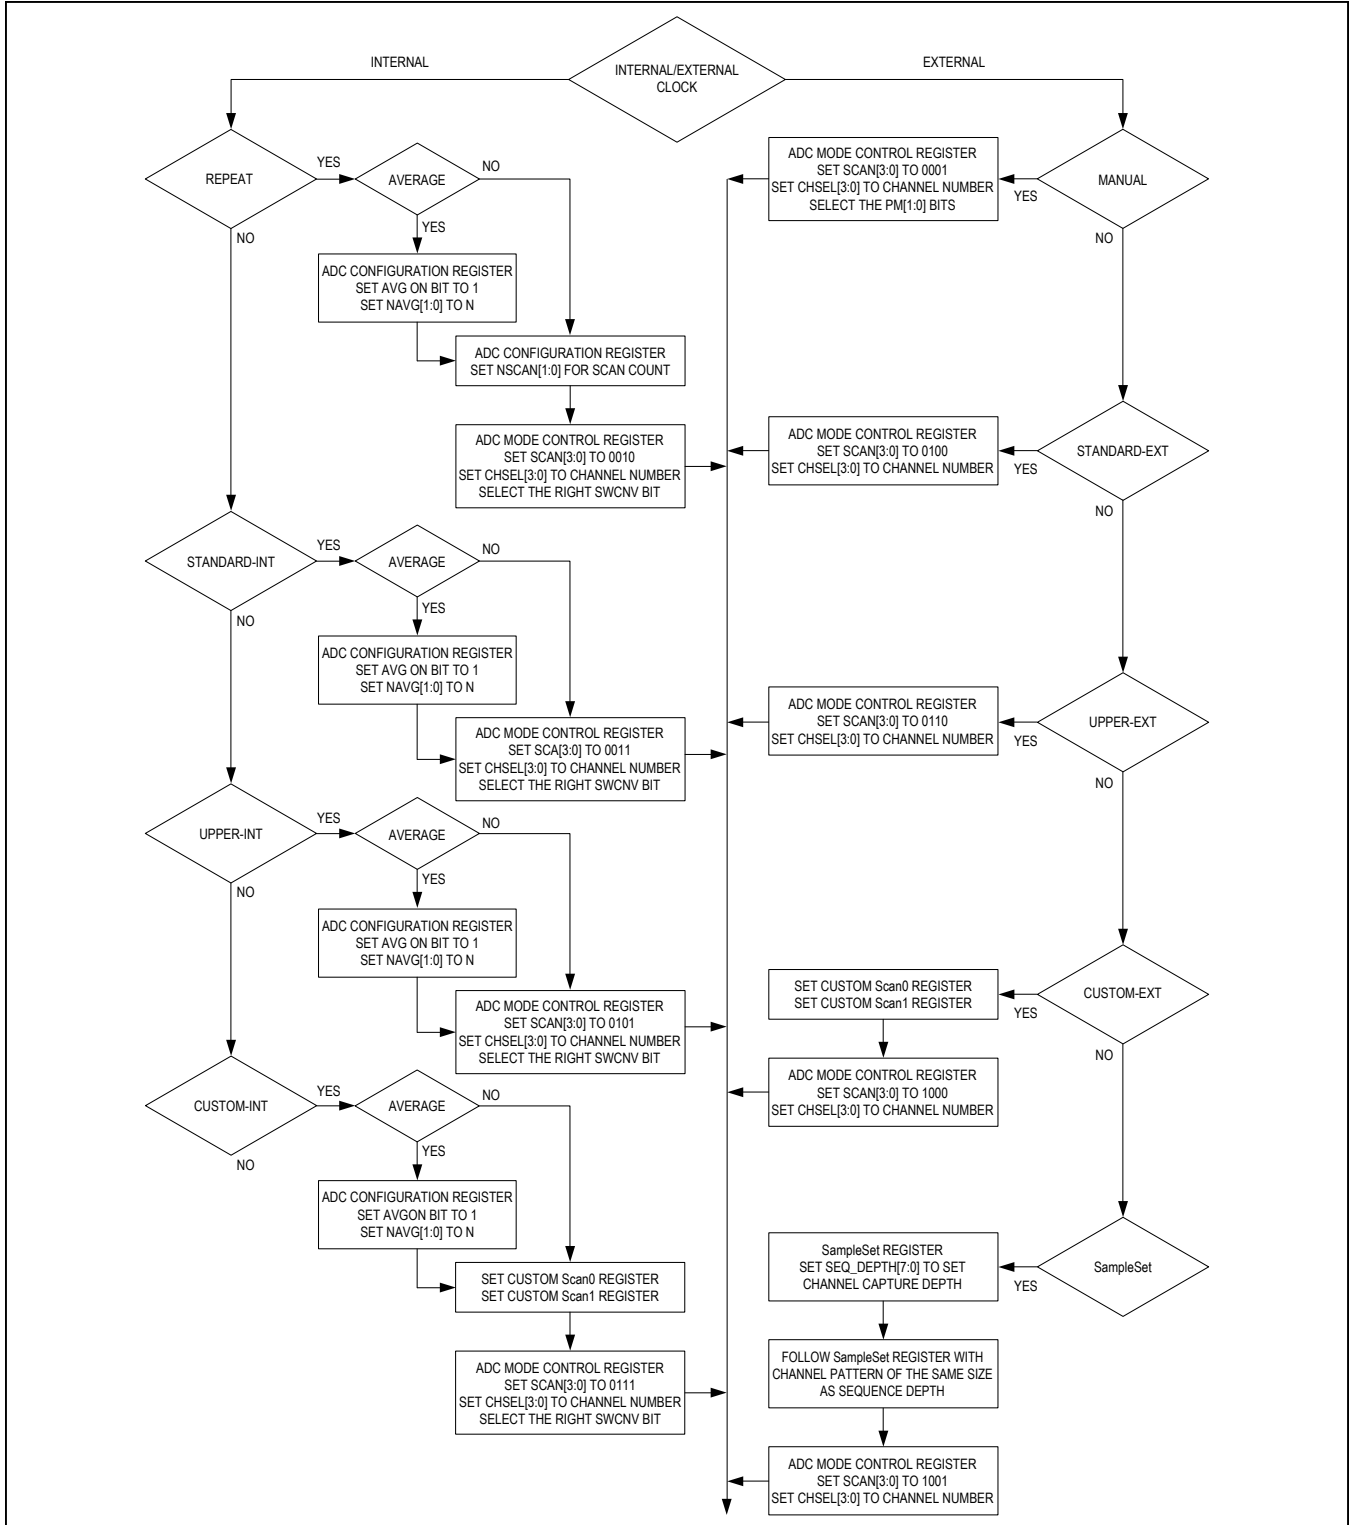 INTERNAL
INTERNAL/EXTERNAL
CLOCK
EXTERNAL
REPEAT
YES
AVERAGE
NO
YES
NO
ADC CONFIGURATION REGISTER
SET AVG ON BIT TO 1
SET NAVG[1:0] TO N
ADC CONFIGURATION REGISTER
SET NSCAN[1:0] FOR SCAN COUNT
ADC MODE CONTROL REGISTER
SET SCAN[3:0] TO 0010
SET CHSEL[3:0] TO CHANNEL NUMBER
SELECT THE RIGHT SWCNV BIT
STANDARD-INT
YES
AVERAGE
NO
YES
NO
ADC CONFIGURATION REGISTER
SET AVG ON BIT TO 1
SET NAVG[1:0] TO N
ADC MODE CONTROL REGISTER
SET SCA[3:0] TO 0011
SET CHSEL[3:0] TO CHANNEL NUMBER
SELECT THE RIGHT SWCNV BIT
UPPER-INT
YES
AVERAGE
NO
YES
NO
ADC CONFIGURATION REGISTER
SET AVG ON BIT TO 1
SET NAVG[1:0] TO N
ADC MODE CONTROL REGISTER
SET SCAN[3:0] TO 0101
SET CHSEL[3:0] TO CHANNEL NUMBER
SELECT THE RIGHT SWCNV BIT
CUSTOM-INT
YES
AVERAGE
NO
YES
NO
ADC CONFIGURATION REGISTER
SET AVGON BIT TO 1
SET NAVG[1:0] TO N
SET CUSTOM Scan0 REGISTER
SET CUSTOM Scan1 REGISTER
ADC MODE CONTROL REGISTER
SET SCAN[3:0] TO 0111
SET CHSEL[3:0] TO CHANNEL NUMBER
SELECT THE RIGHT SWCNV BIT
ADC MODE CONTROL REGISTER
SET SCAN[3:0] TO 0001
SET CHSEL[3:0] TO CHANNEL NUMBER
SELECT THE PM[1:0] BITS
YES
MANUAL
NO
ADC MODE CONTROL REGISTER
SET SCAN[3:0] TO 0100
SET CHSEL[3:0] TO CHANNEL NUMBER
YES
STANDARD-EXT
NO
ADC MODE CONTROL REGISTER
SET SCAN[3:0] TO 0110
SET CHSEL[3:0] TO CHANNEL NUMBER
YES
UPPER-EXT
NO
SET CUSTOM Scan0 REGISTER
SET CUSTOM Scan1 REGISTER
YES
CUSTOM-EXT
NO
ADC MODE CONTROL REGISTER
SET SCAN[3:0] TO 1000
SET CHSEL[3:0] TO CHANNEL NUMBER
SampleSet REGISTER
SET SEQ_DEPTH[7:0] TO SET
CHANNEL CAPTURE DEPTH
YES
SampleSet
FOLLOW SampleSet REGISTER WITH
CHANNEL PATTERN OF THE SAME SIZE
AS SEQUENCE DEPTH
ADC MODE CONTROL REGISTER
SET SCAN[3:0] TO 1001
SET CHSEL[3:0] TO CHANNEL NUMBER